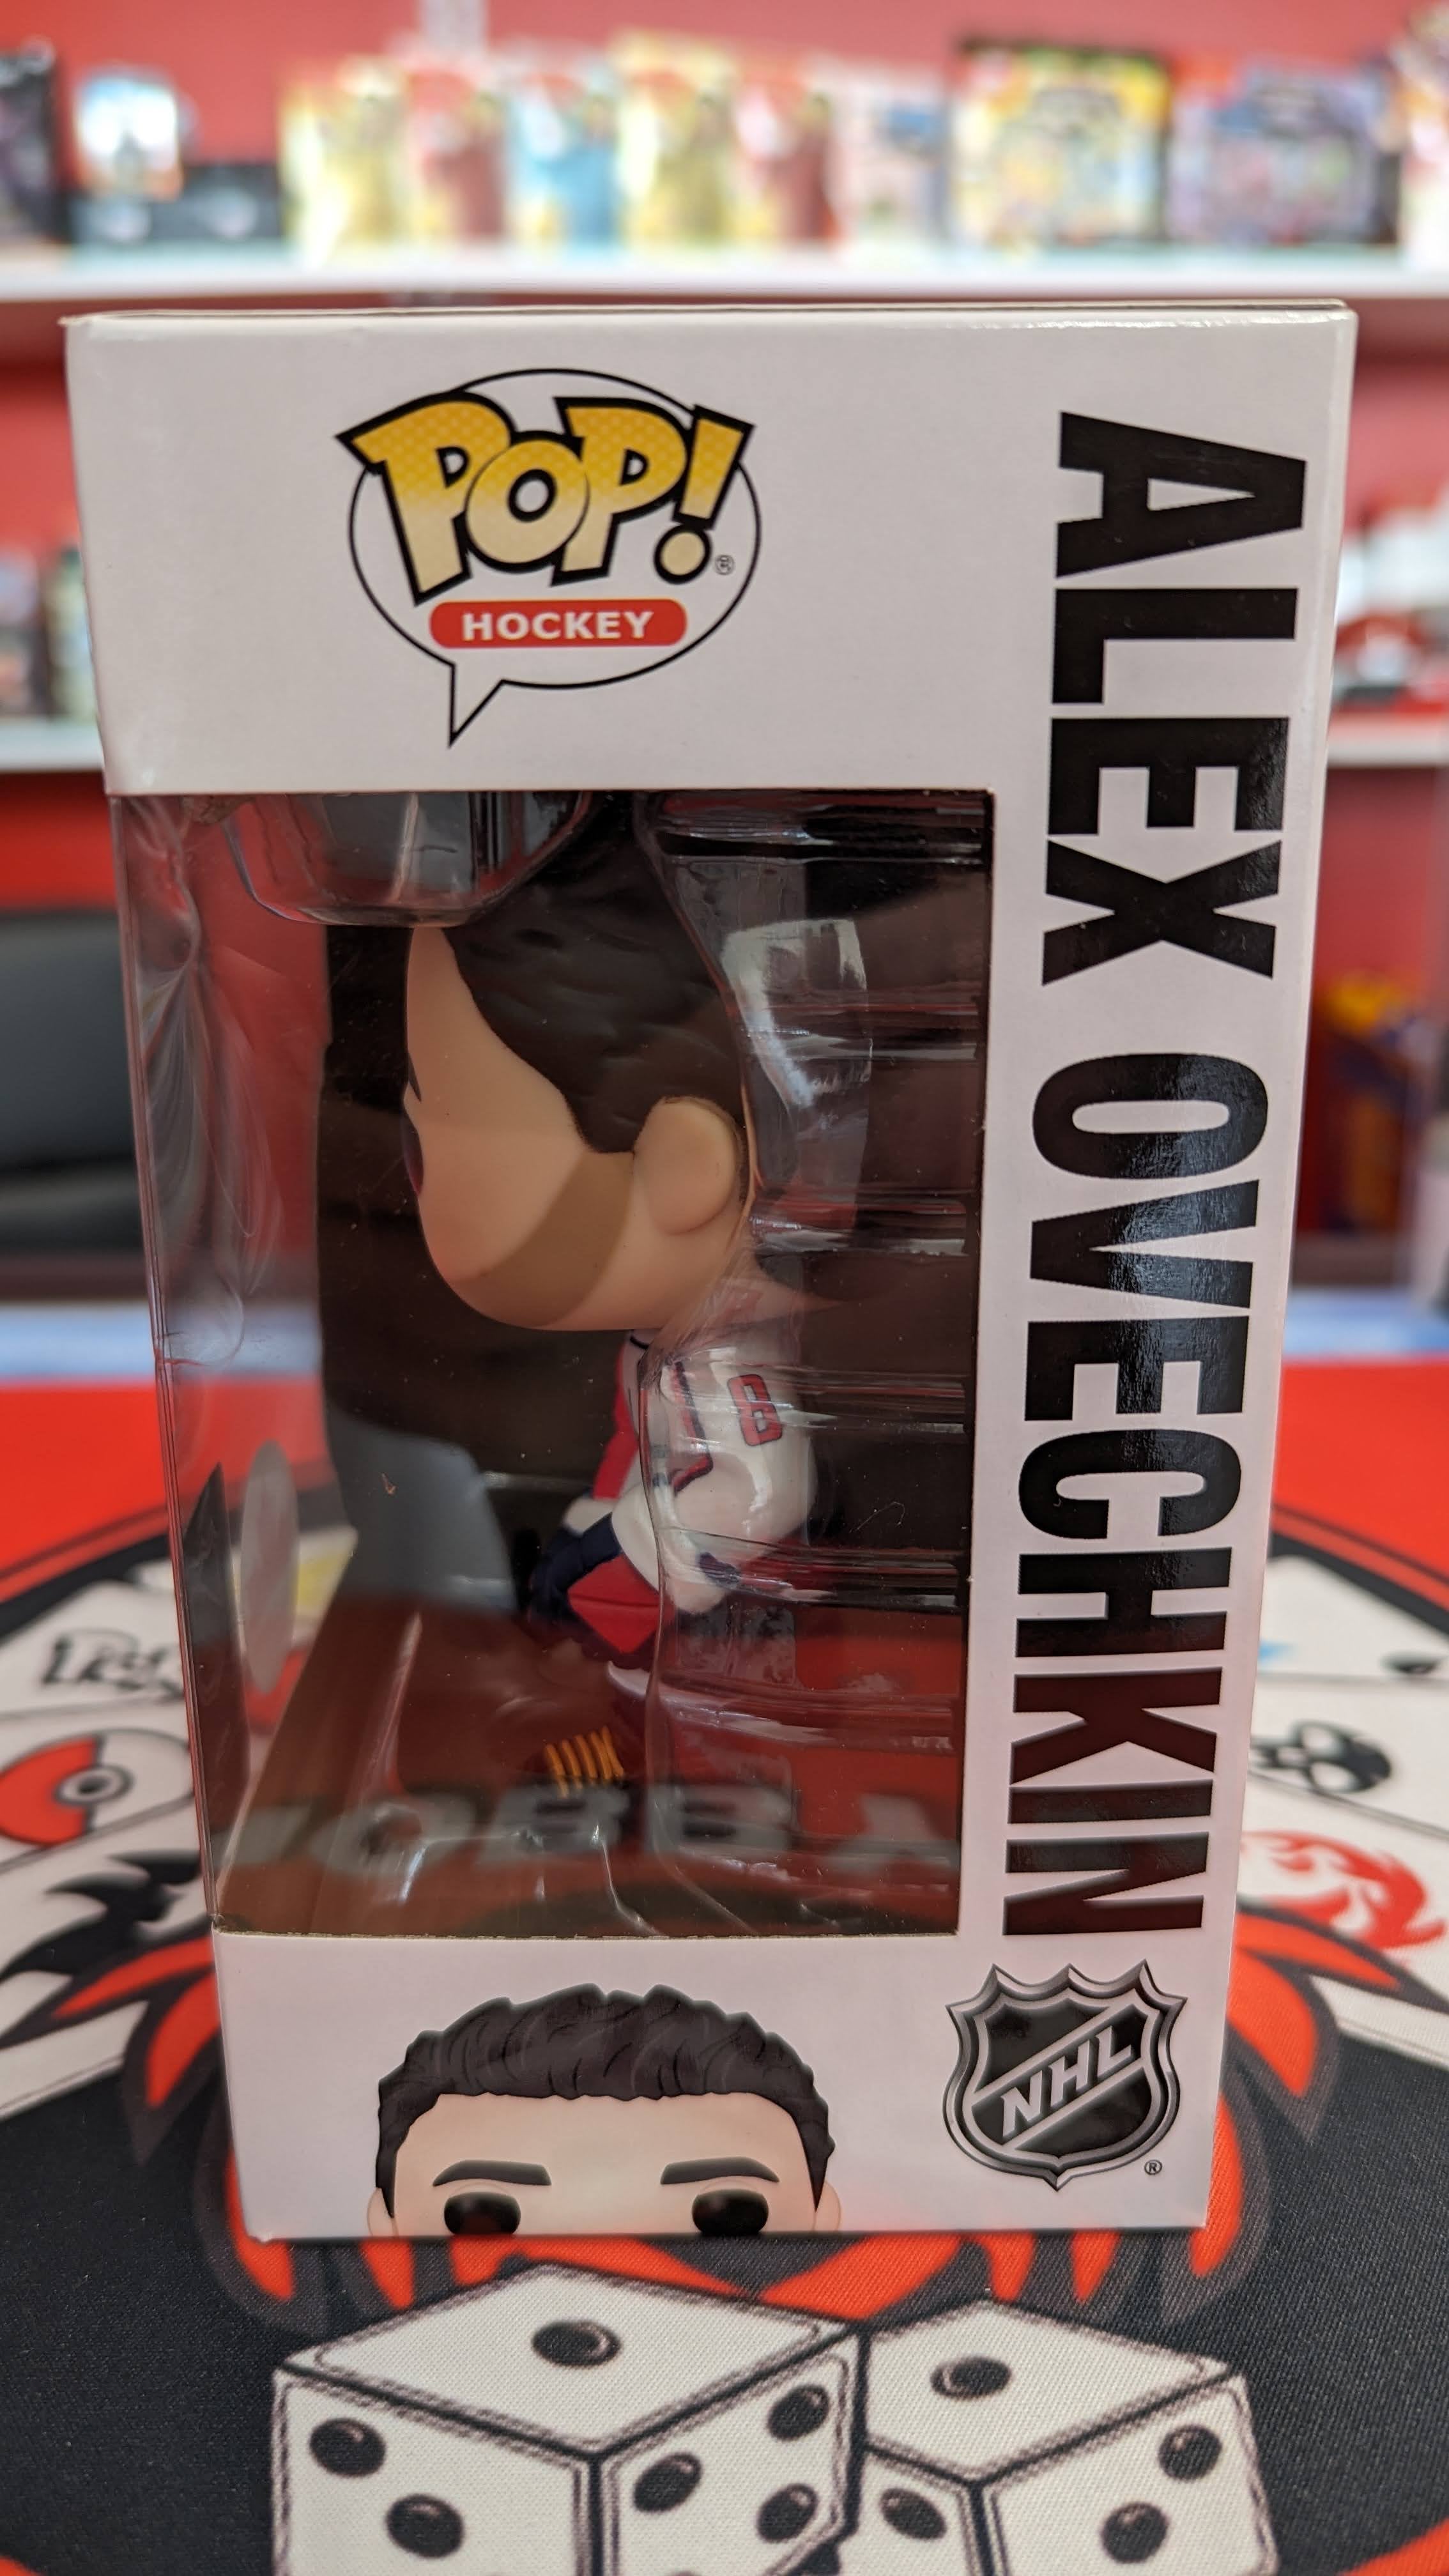 POP!®
HOCKEY
ALEX OVECHKIN
8
NHL®